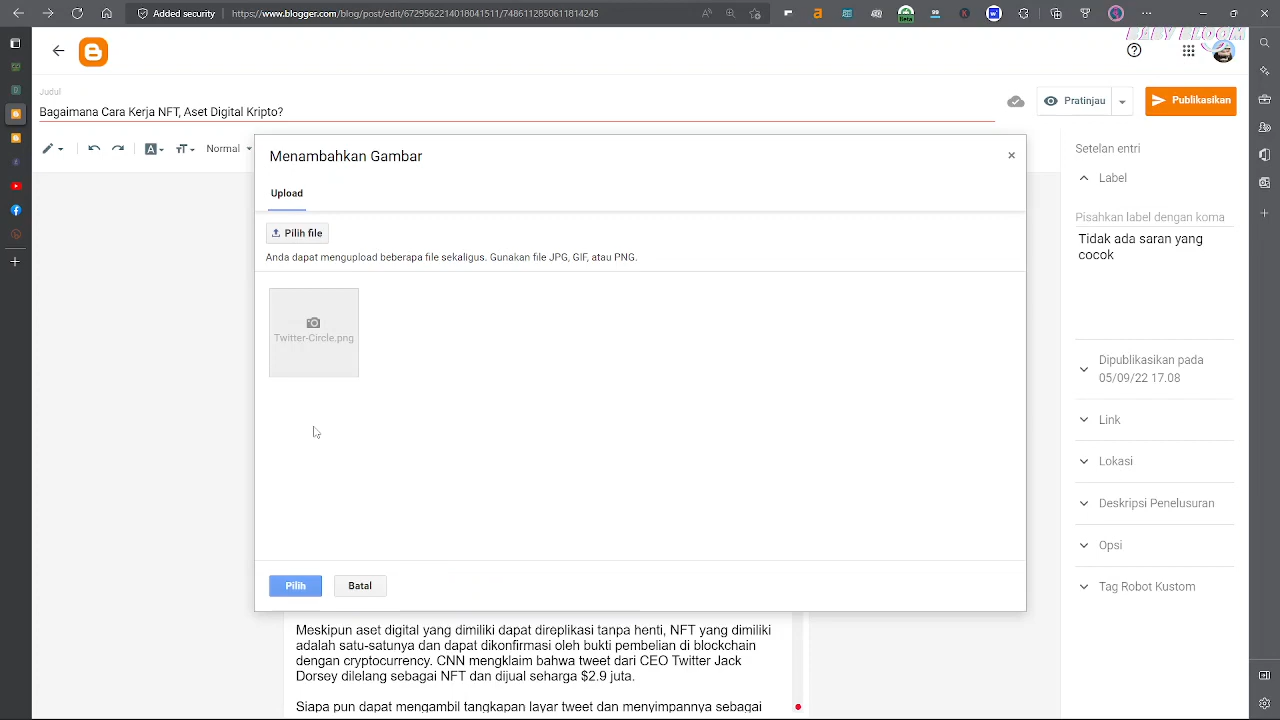 Added security
https://www.blogger.com/blog/post/edit/6729562214018041511/7486112850611814245
Beta
Judul
Bagaimana Cara Kerja NFT, Aset Digital Kripto?
Pratinjau
Publikasikan
Normal
Menambahkan Gambar
Upload
Pilih file
Anda dapat mengupload beberapa file sekaligus. Gunakan file JPG, GIF, atau PNG.
Twitter-Circle.png
Pilih
Batal
Setelan entri
Label
Pisahkan label dengan koma
Tidak ada saran yang
cocok
Dipublikasikan pada
05/09/22 17.08
Link
Lokasi
Deskripsi Penelusuran
Opsi
Tag Robot Kustom
Meskipun aset digital yang dimiliki dapat direplikasi tanpa henti, NFT yang dimiliki
adalah satu-satunya dan dapat dikonfirmasi oleh bukti pembelian di blockchain
dengan cryptocurrency. CNN mengklaim bahwa tweet dari CEO Twitter Jack
Dorsey dilelang sebagai NFT dan dijual seharga $2.9 juta.
Siapa pun dapat mengambil tangkapan layar tweet dan menyimpannya sebagai